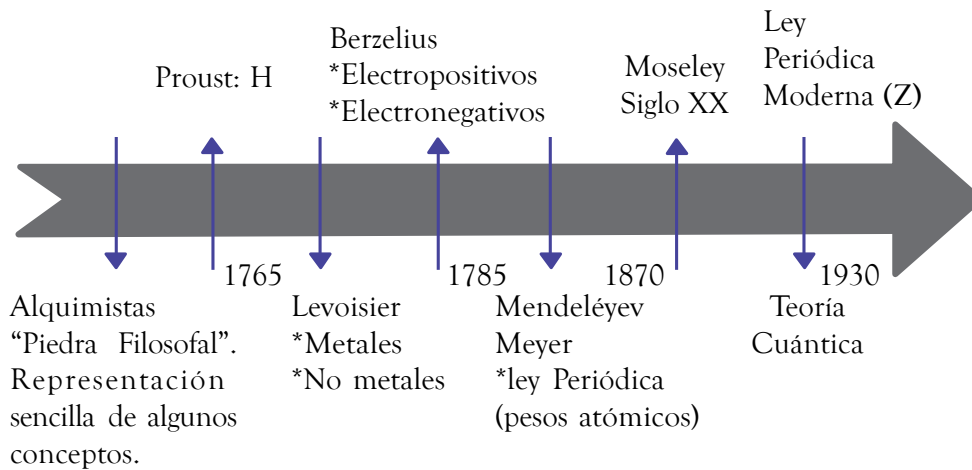 Proust: H
Berzelius
*Electropositivos
*Electronegativos
Moseley
Siglo XX
Ley
Periódica
Moderna (Z)
1765
1785
1870
1930
Alquimistas
“Piedra Filosofal”.
Representación
sencilla de algunos
conceptos.
Levoisier
*Metales
*No metales
Mendeléyev
Meyer
*ley Periódica
(pesos atómicos)
Teoría
Cuántica